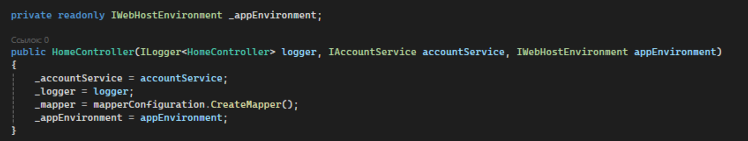 private readonly IWebHostEnvironment _appEnvironment;
Ссылок: 0
public HomeController(ILogger<HomeController> logger, IAccountService accountService, IWebHostEnvironment appEnvironment)
{
_accountService = accountService;
_logger = logger;
_mapper = mapperConfiguration.CreateMapper();
_appEnvironment = appEnvironment;
}